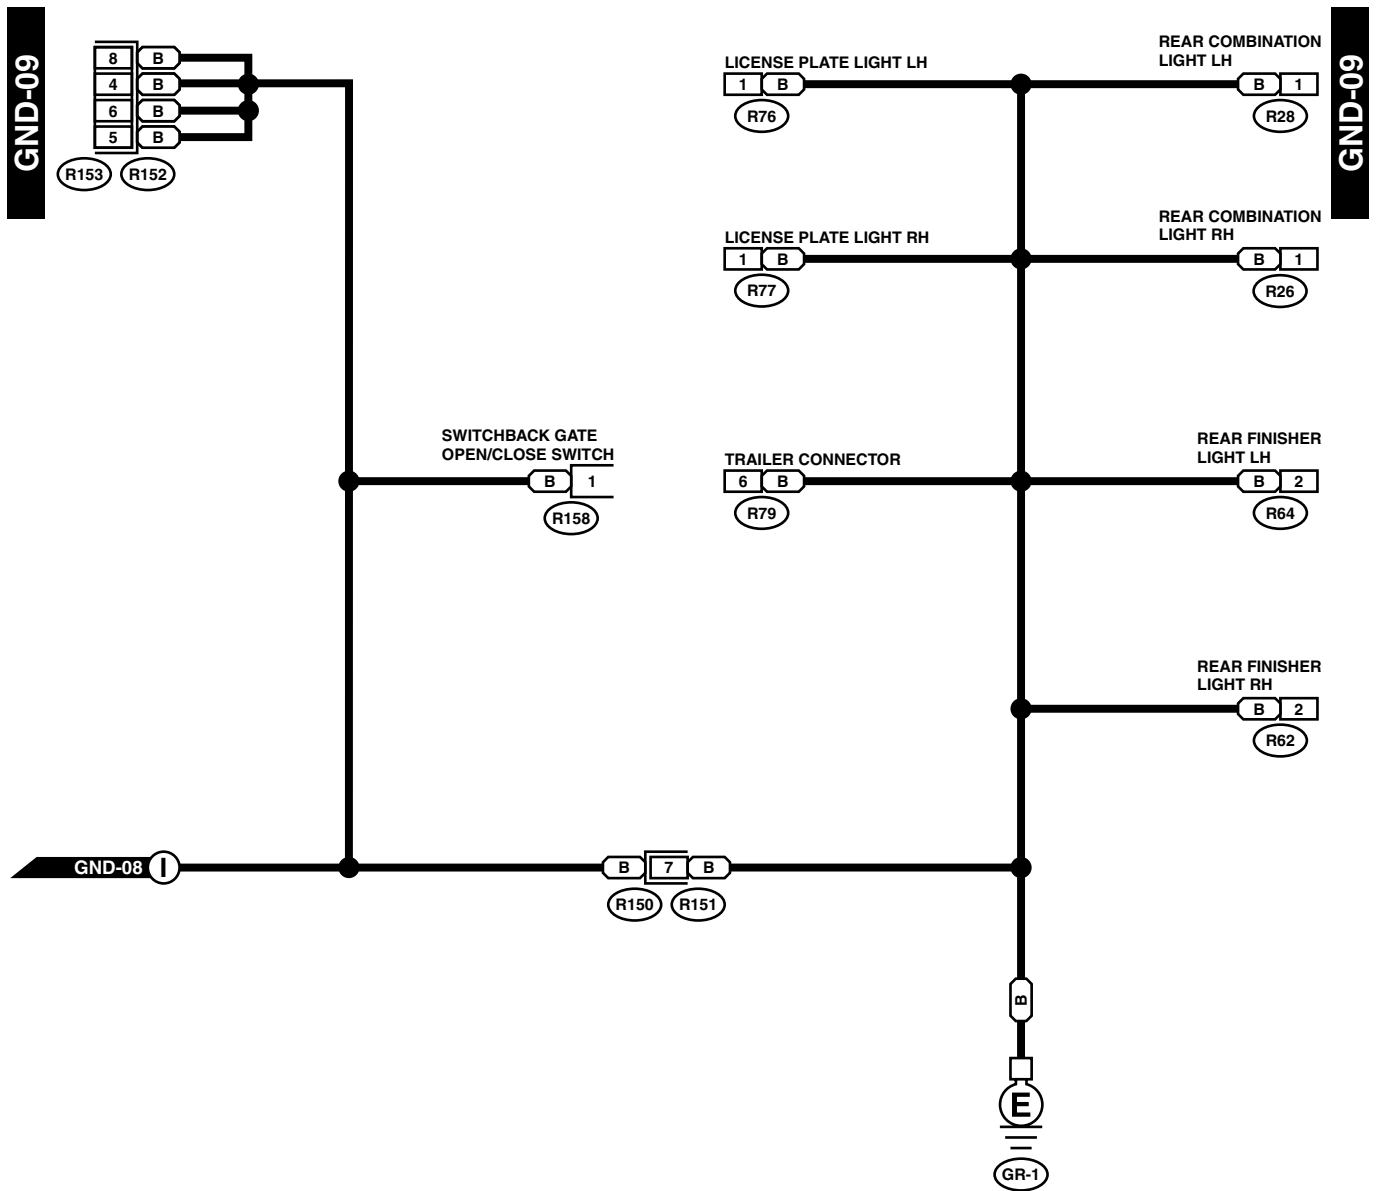 GND-09
8 B
4 B
6 B
5 B
R153 R152
LICENSE PLATE LIGHT LH
1 B
R76
REAR COMBINATION
LIGHT LH
B 1
R28
GND-09
LICENSE PLATE LIGHT RH
1 B
R77
REAR COMBINATION
LIGHT RH
B 1
R26
SWITCHBACK GATE
OPEN/CLOSE SWITCH
B 1
R158
TRAILER CONNECTOR
6 B
R79
REAR FINISHER
LIGHT LH
B 2
R64
REAR FINISHER
LIGHT RH
B 2
R62
GND-08 I
B 7 B
R150 R151
B
E
GR-1